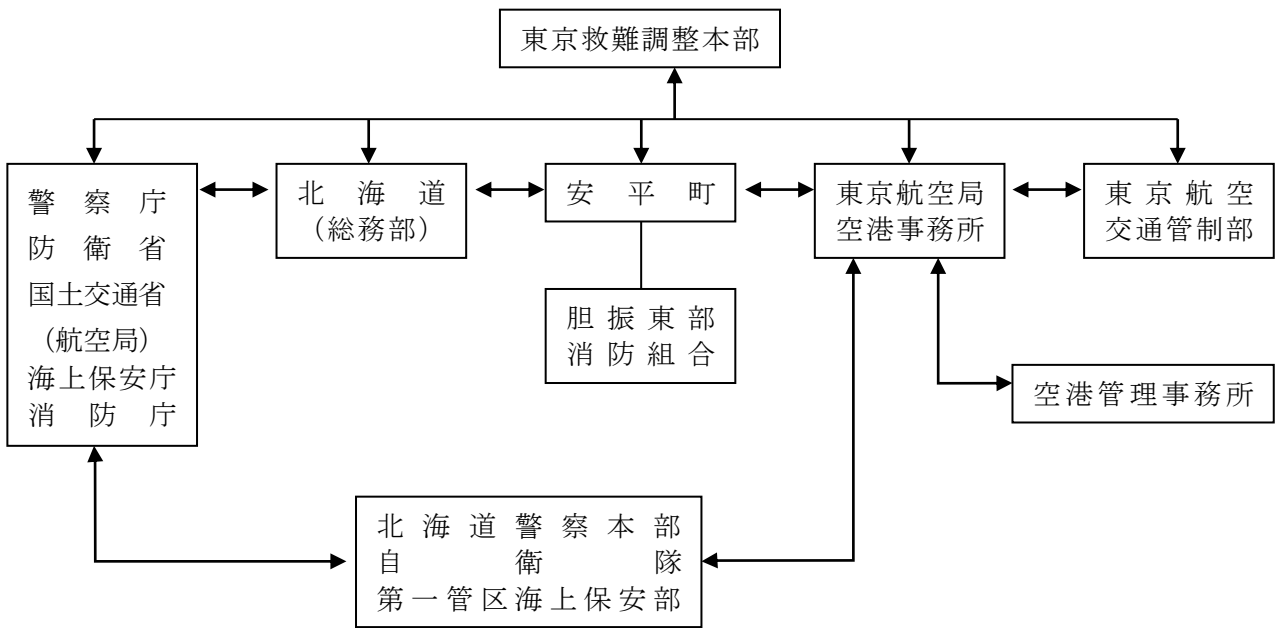 東京救難調整本部
警察庁
防衛省
国土交通省
（航空局）
海上保安庁
消防庁
北海道
（総務部）
安平町
東京航空局
空港事務所
東京航空
交通管制部
胆振東部
消防組合
空港管理事務所
北海道警察本部
自衛隊
第一管区海上保安部